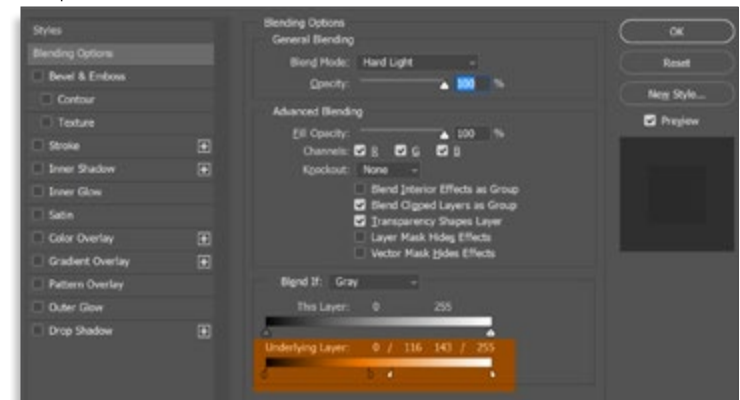 Styles
Blending Options
Bevel & Emboss
Contour
Texture
Stroke
Inner Shadow
Inner Glow
Satin
Color Overlay
Gradient Overlay
Pattern Overlay
Outer Glow
Drop Shadow
Blending Options
General Blending
Blend Mode: Hard Light
Opacity: 100 %
Advanced Blending
Fill Opacity: 100 %
Channels: R G B
Knockout: None
Blend Interior Effects as Group
Blend Clipped Layers as Group
Transparency Shapes Layer
Layer Mask Hides Effects
Vector Mask Hides Effects
Blend If: Gray
This Layer: 0 255
Underlying Layer: 0 / 116 143 / 255
OK
Reset
New Style...
Preview